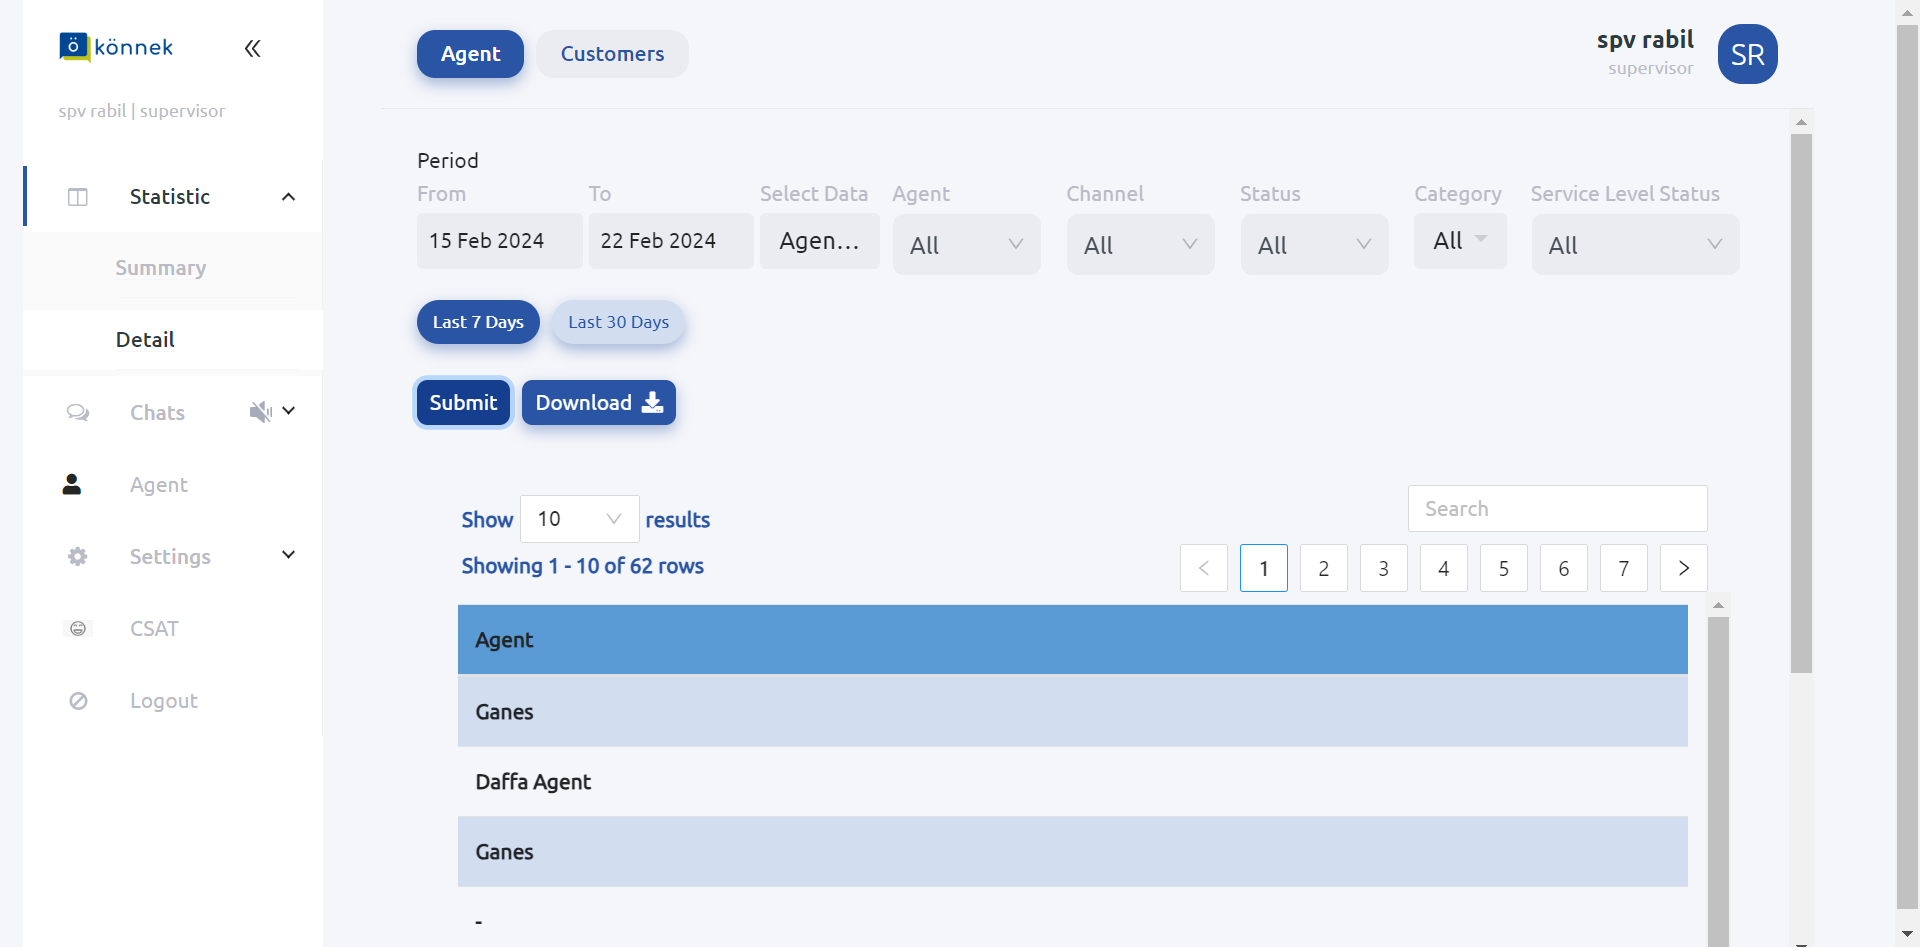 ö könnek
spv rabil | supervisor
Statistic
Summary
Detail
Chats
Agent
Settings
CSAT
Logout
Agent Customers
spv rabil
supervisor
SR
Period
From To Select Data Agent Channel Status Category Service Level Status
15 Feb 2024 22 Feb 2024 Agen... All All All All All
Last 7 Days Last 30 Days
Submit Download
Search
Show 10 results
Showing 1 - 10 of 62 rows
< 1 2 3 4 5 6 7 >
Agent
Ganes
Daffa Agent
Ganes
-